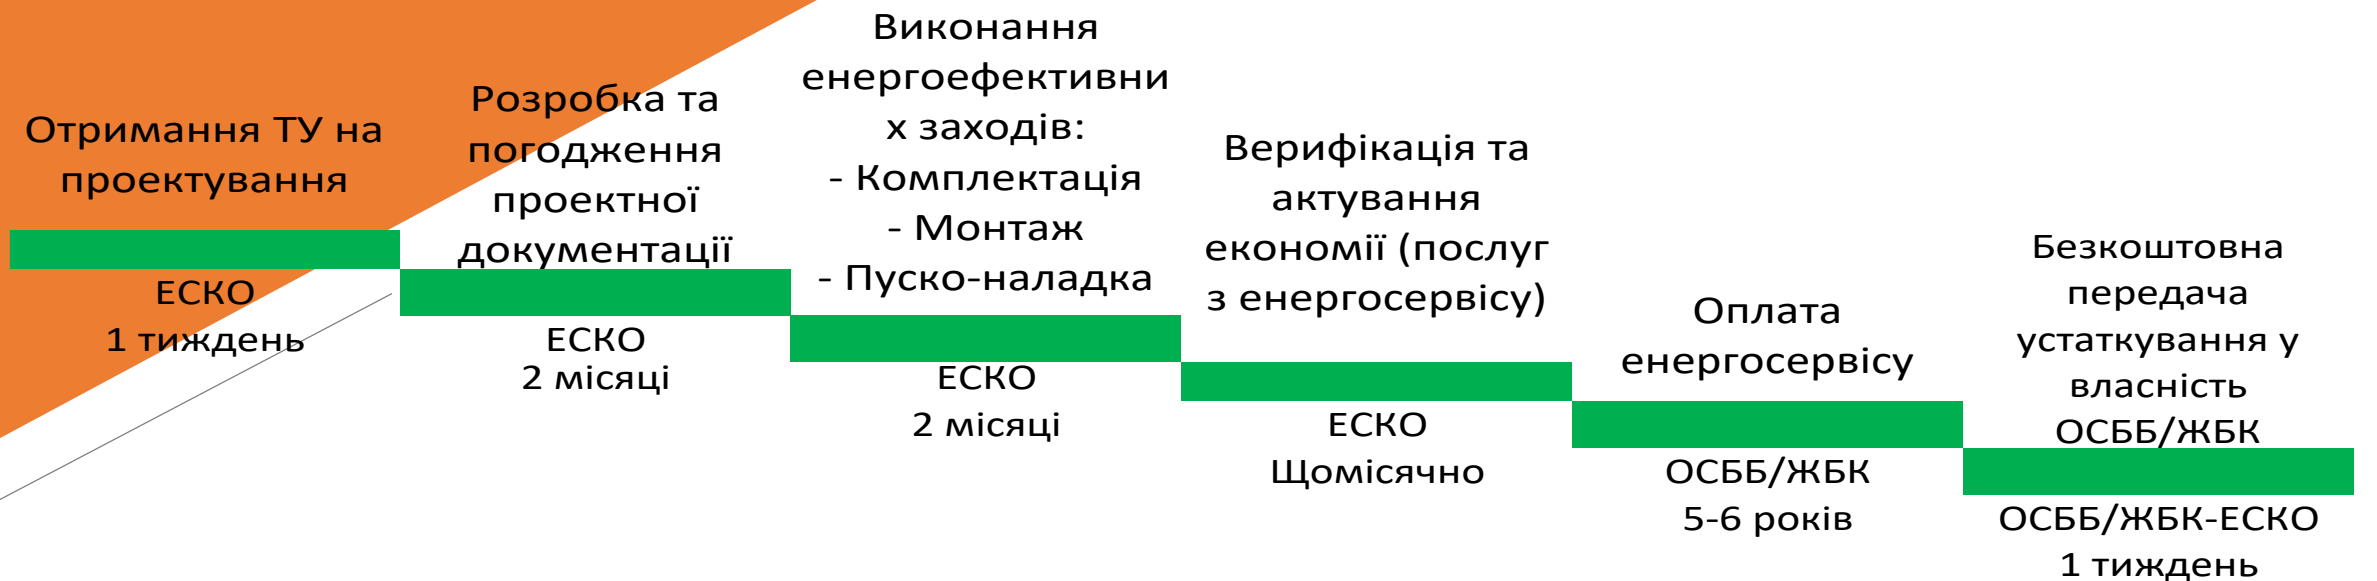 Отримання ТУ на
проектування
ЕСКО
1 тиждень
Розробка та
погодження
проектної
документації
ЕСКО
2 місяці
Виконання
енергоефективни
х заходів:
- Комплектація
- Монтаж
- Пуско-наладка
ЕСКО
2 місяці
Верифікація та
актування
економії (послуг
з енергосервісу)
ЕСКО
Щомісячно
Оплата
енергосервісу
ОСББ/ЖБК
5-6 років
Безкоштовна
передача
устаткування у
власність
ОСББ/ЖБК
ОСББ/ЖБК-ЕСКО
1 тиждень